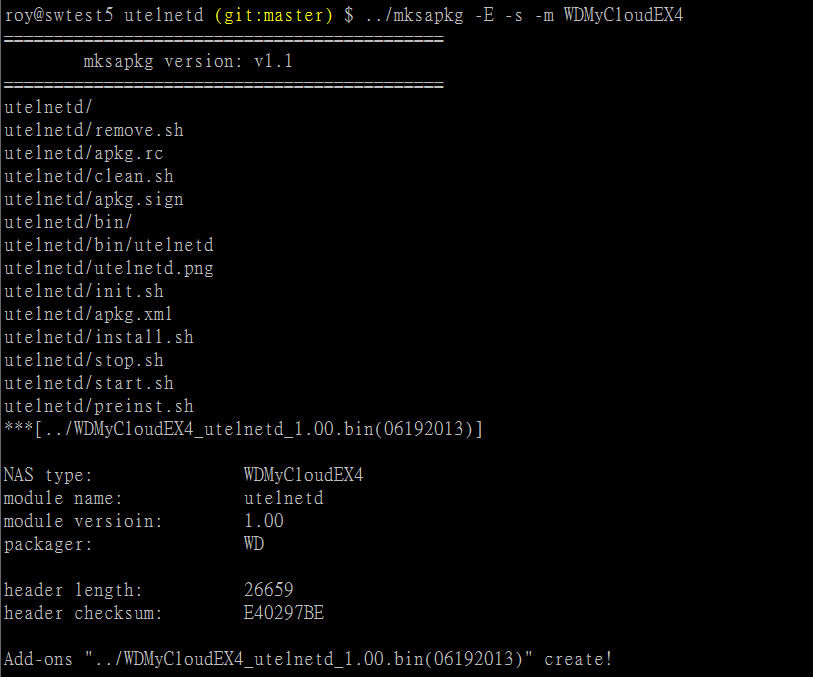 roy@swtest5 utelnetd (git:master) $ ../mksapkg -E -s -m WDMyCloudEX4
============================================
mksapkg version: v1.1
============================================
utelnetd/
utelnetd/remove.sh
utelnetd/apkg.rc
utelnetd/clean.sh
utelnetd/apkg.sign
utelnetd/bin/
utelnetd/bin/utelnetd
utelnetd/utelnetd.png
utelnetd/init.sh
utelnetd/apkg.xml
utelnetd/install.sh
utelnetd/stop.sh
utelnetd/start.sh
utelnetd/preinst.sh
***[../WDMyCloudEX4_utelnetd_1.00.bin(06192013)]
NAS type: WDMyCloudEX4
module name: utelnetd
module versioin: 1.00
packager: WD
header length: 26659
header checksum: E40297BE
Add-ons "../WDMyCloudEX4_utelnetd_1.00.bin(06192013)" create!